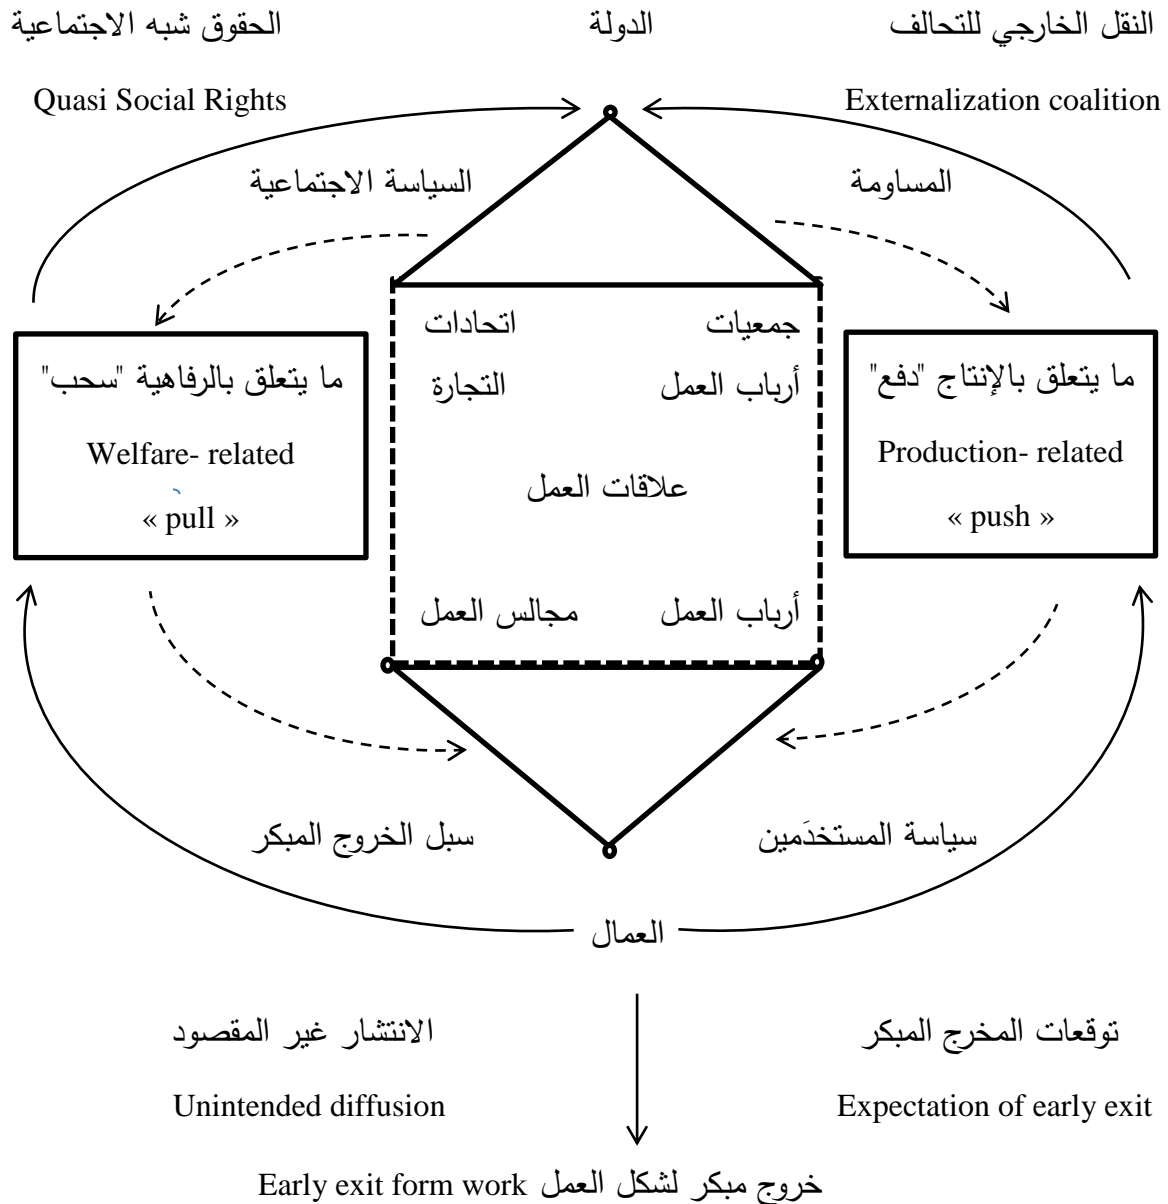 النقل الخارجي للتحالف
الدولة
الحقوق شبه الاجتماعية
Quasi Social Rights
Externalization coalition
المساومة
السياسة الاجتماعية
جمعيات
اتحادات
ما يتعلق بالإنتاج "دفع"
أرباب العمل
التجارة
ما يتعلق بالرفاهية "سحب"
Welfare- related
Production- related
علاقات العمل
« pull »
« push »
أرباب العمل
مجالس العمل
سياسة المستخدَمين
سبل الخروج المبكر
العمال
توقعات المخرج المبكر
الانتشار غير المقصود
Unintended diffusion
Expectation of early exit
خروج مبكر لشكل العمل Early exit form work